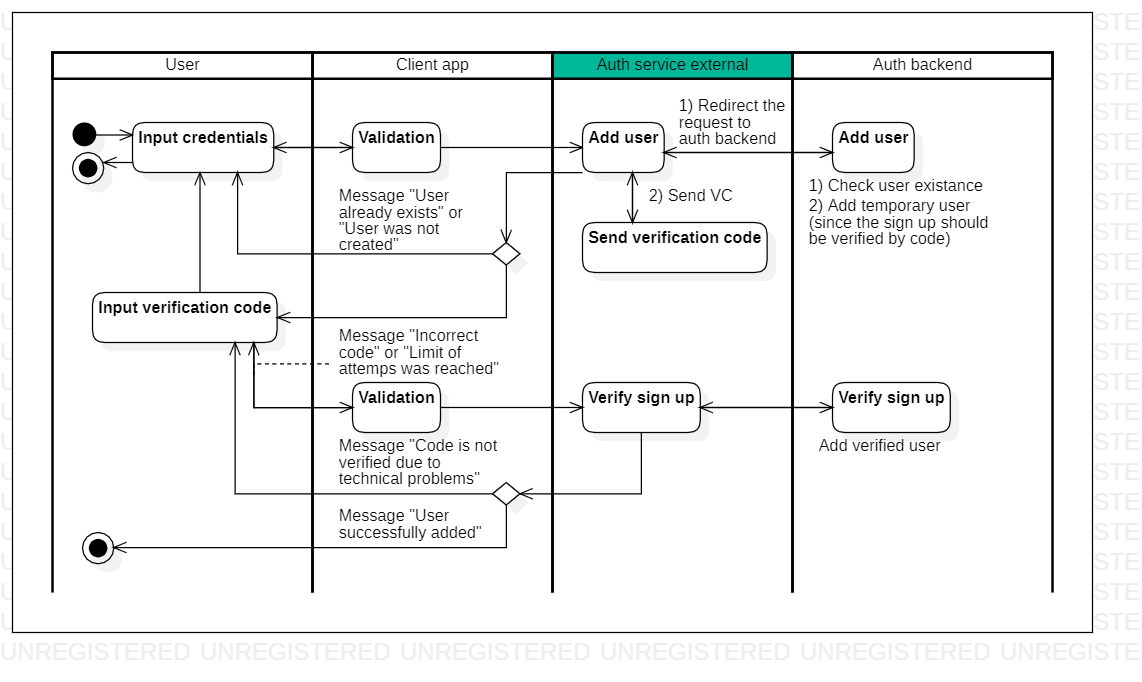 User
Client app
Auth service external
Auth backend
Input credentials
Validation
Add user
1) Redirect the
request to
auth backend
Add user
Message "User
already exists" or
"User was not
created"
2) Send VC
Send verification code
1) Check user existance
2) Add temporary user
(since the sign up should
be verified by code)
Input verification code
Message "Incorrect
code" or "Limit of
attemps was reached"
Validation
Verify sign up
Verify sign up
Message "Code is not
verified due to
technical problems"
Add verified user
Message "User
successfully added"
UNREGISTERED UNREGISTERED UNREGISTERED UNREGISTERED UNREGISTERED UNREGISTE